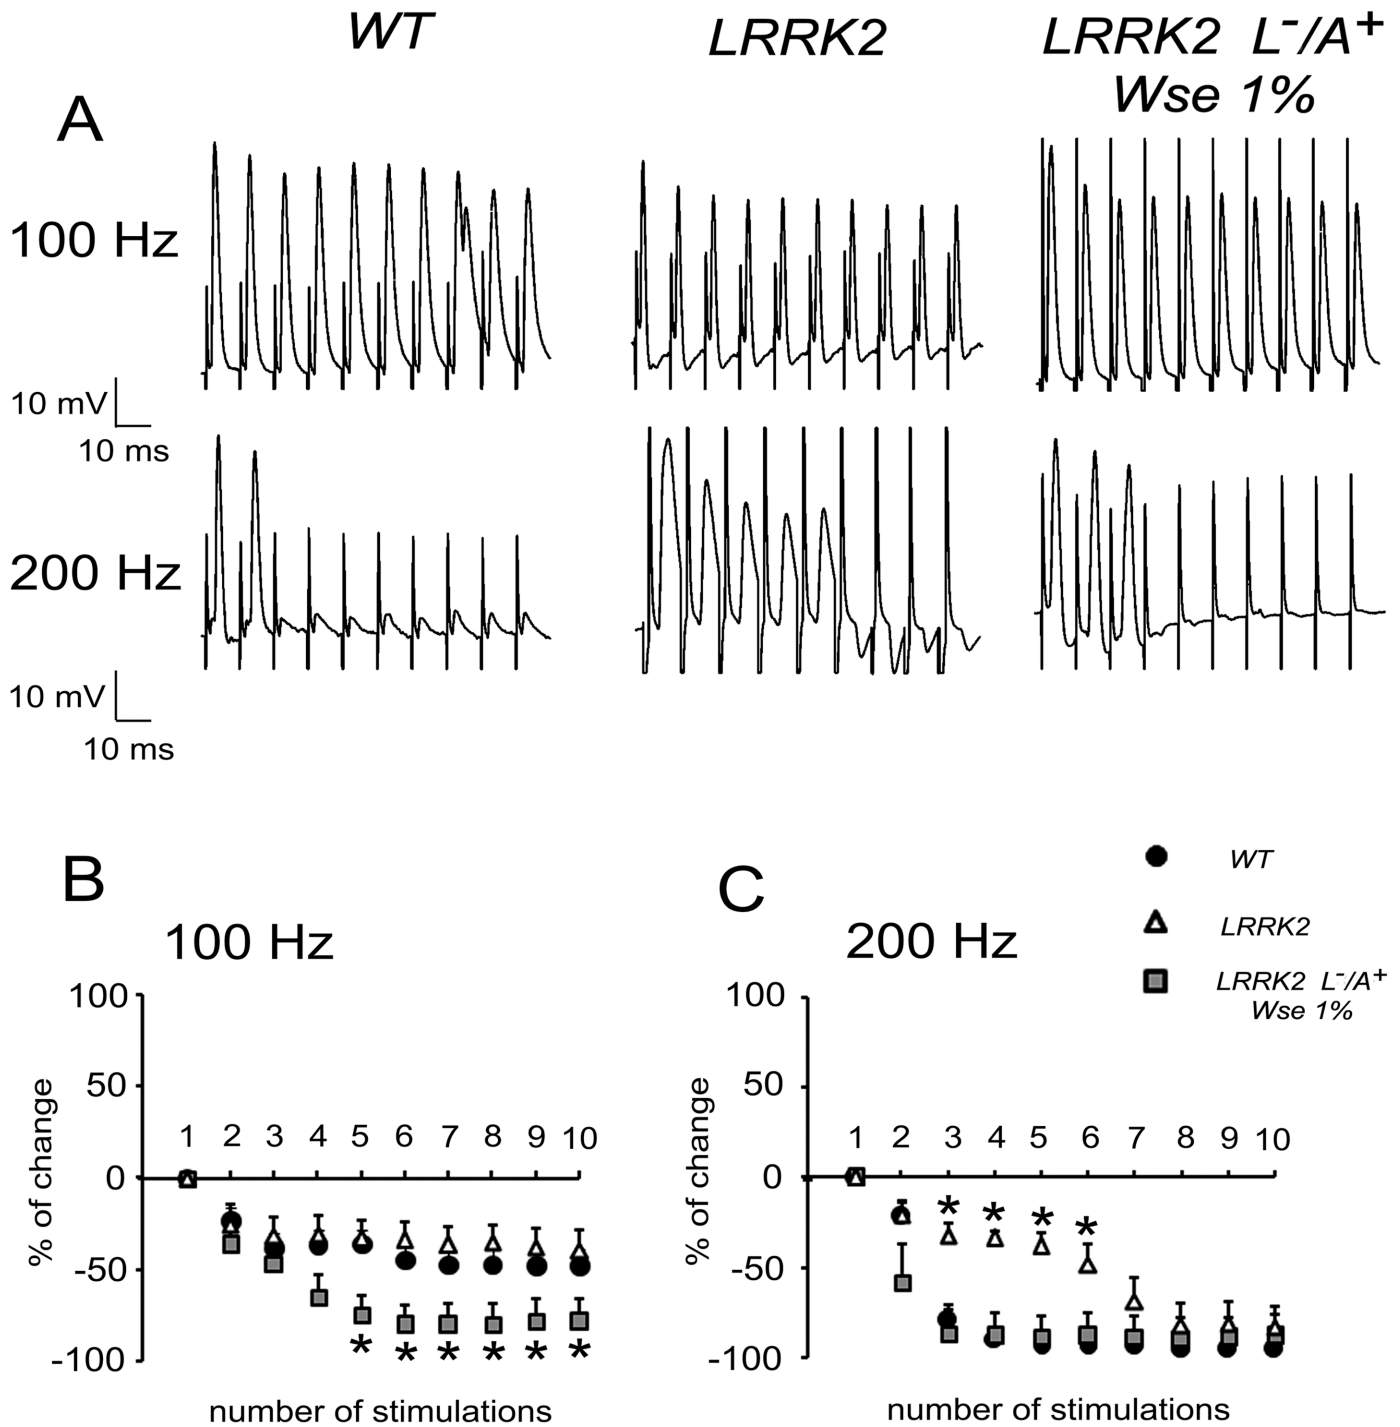 WT
LRRK2
LRRK2 L-/A+
Wse 1%
A
100 Hz
10 mV
10 ms
200 Hz
10 mV
10 ms
B
100 Hz
C
200 Hz
WT
LRRK2
LRRK2 L-/A+
Wse 1%
% of change
100
50
0
-50
-100
1 2 3 4 5 6 7 8 9 10
* * * * * *
number of stimulations
% of change
100
50
0
-50
-100
1 2 3 4 5 6 7 8 9 10
* * * *
number of stimulations